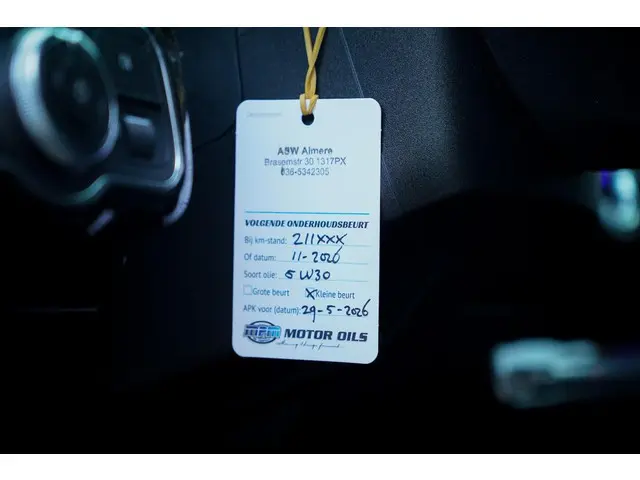 ASW Almere
Brasemstr 30 1317PX
036-5342305
VOLGENDE ONDERHOUDSBEURT
Bij km-stand: 211xxx
Of datum: 11-2026
Soort olie: 5W30
Grote beurt X Kleine beurt
APK voor (datum): 29-5-2026
MPM MOTOR OILS